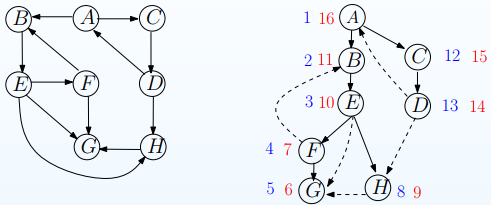 B A C
E F D
G H
1 16 A
2 11 B C 12 15
3 10 E D 13 14
4 7 F
5 6 G H 8 9